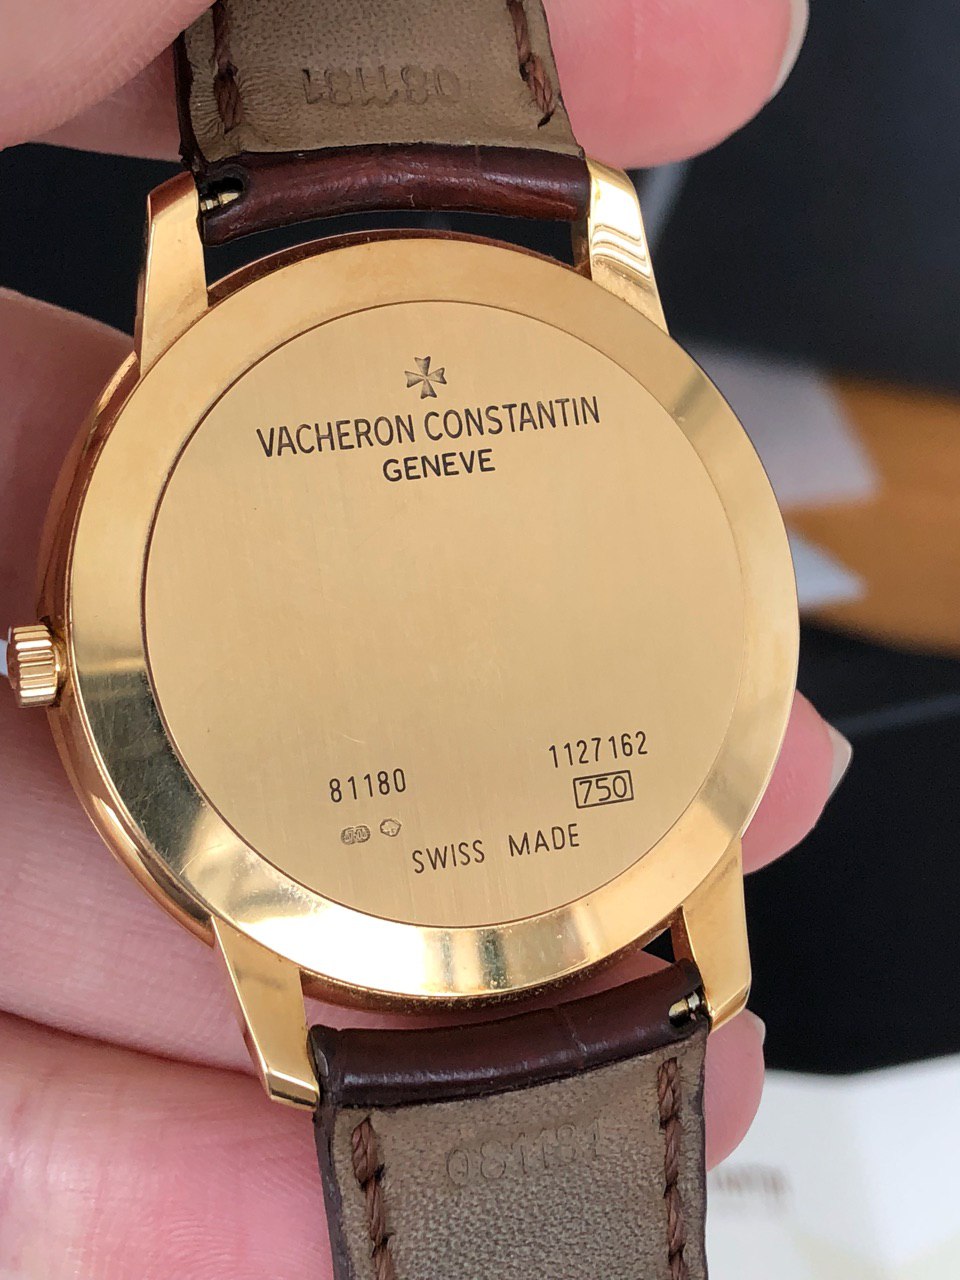 081181
VACHERON CONSTANTIN
GENEVE
81180
1127162
750
SWISS MADE
081181